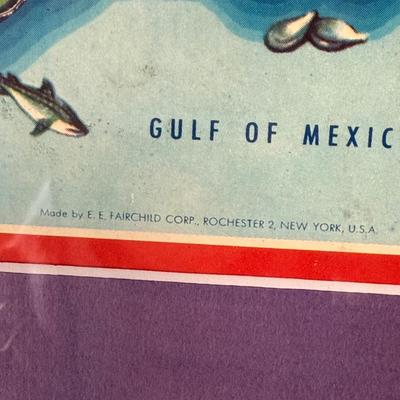 GULF OF MEXIC
Made by E. E. FAIRCHILD CORP., ROCHESTER 2, NEW YORK, U.S.A.